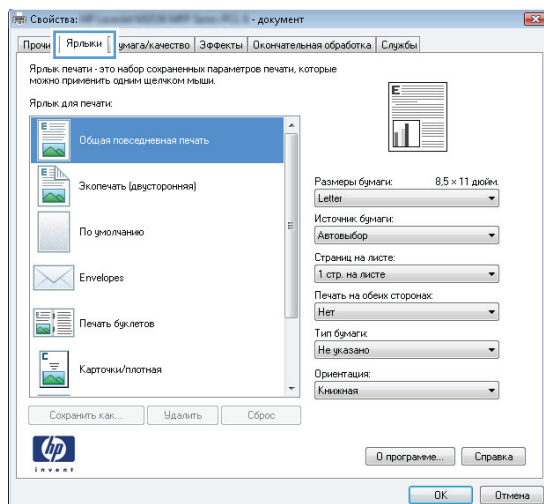 Свойства: - документ
Прочи Ярлыки умага/качество Эффекты Окончательная обработка Службы
Ярлык печати - это набор сохраненных параметров печати, которые
можно применить одним щелчком мыши.
Ярлык для печати:
Общая повседневная печать
Экопечать (двусторонняя)
По умолчанию
Envelopes
Печать буклетов
Карточки/плотная
Сохранить как... Удалить Сброс
E
Размеры бумаги: 8,5 × 11 дюйм.
Letter
Источник бумаги:
Автовыбор
Страниц на листе:
1 стр. на листе
Печать на обеих сторонах:
Нет
Тип бумаги:
Не указано
Ориентация:
Книжная
hp
invent
О программе... Справка
OK Отмена